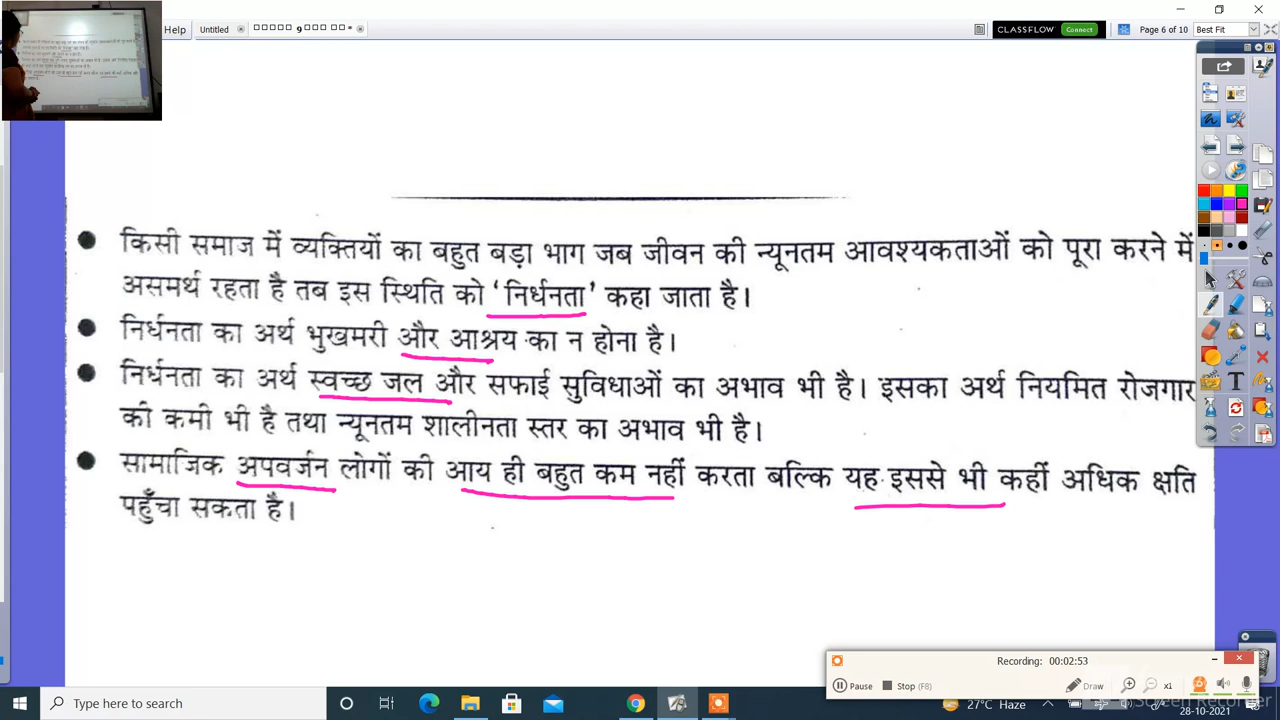 Help
Untitled
9
CLASSFLOW Connect
Page 6 of 10
Best Fit
किसी समाज में व्यक्तियों का बहुत बड़ा भाग जब जीवन की न्यूनतम आवश्यकताओं को पूरा करने में
असमर्थ रहता है तब इस स्थिति को ‘निर्धनता’ कहा जाता है।
निर्धनता का अर्थ भुखमरी और आश्रय का न होना है।
निर्धनता का अर्थ स्वच्छ जल और सफाई सुविधाओं का अभाव भी है। इसका अर्थ नियमित रोजगार
की कमी भी है तथा न्यूनतम शालीनता स्तर का अभाव भी है।
सामाजिक अपवर्जन लोगों की आय ही बहुत कम नहीं करता बल्कि यह इससे भी कहीं अधिक क्षति
पहुँचा सकता है।
Recording: 00:02:53
Pause Stop (F8) Draw x1
Type here to search
27°C Haze
28-10-2021